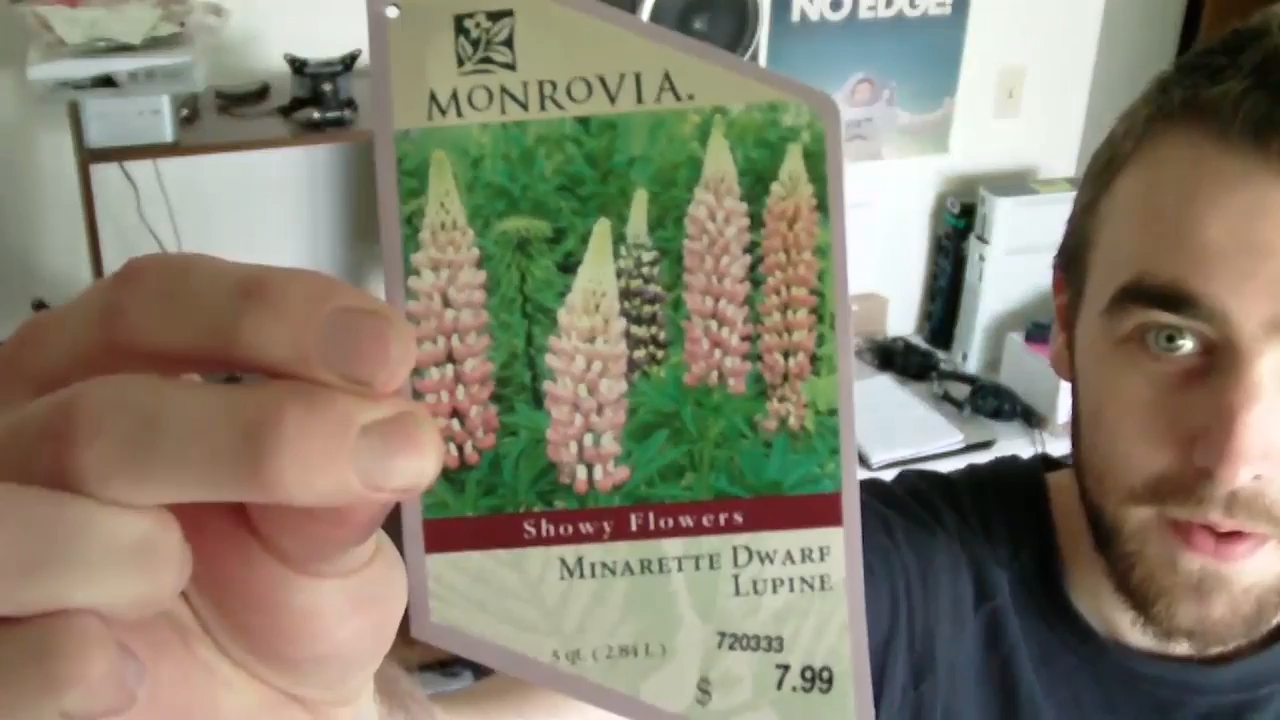 NO EDGE!
MONROVIA.
Showy Flowers
MINARETTE DWARF
LUPINE
720333
$ 7.99